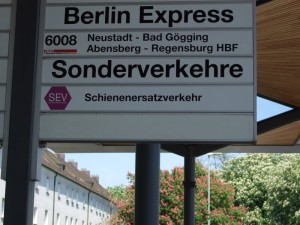 Berlin Express
6008 Neustadt - Bad Gögging
Abensberg - Regensburg HBF
Sonderverkehre
SEV Schienenersatzverkehr